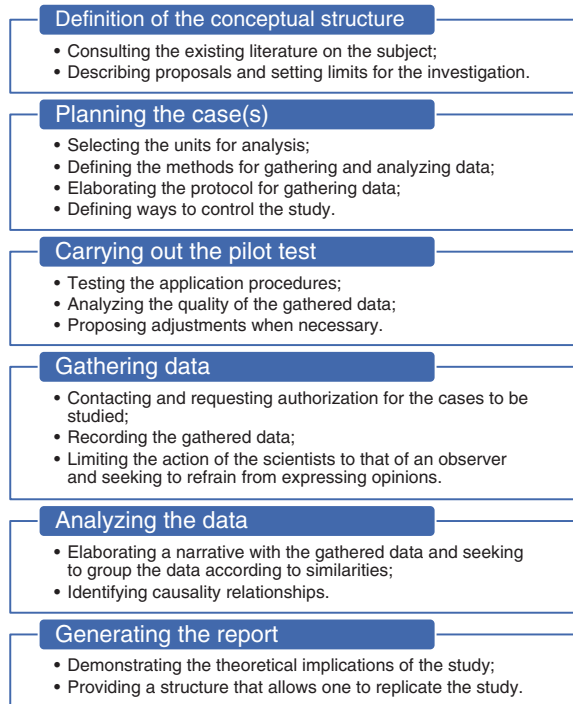 Definition of the conceptual structure
• Consulting the existing literature on the subject;
• Describing proposals and setting limits for the investigation.
Planning the case(s)
• Selecting the units for analysis;
• Defining the methods for gathering and analyzing data;
• Elaborating the protocol for gathering data;
• Defining ways to control the study.
Carrying out the pilot test
• Testing the application procedures;
• Analyzing the quality of the gathered data;
• Proposing adjustments when necessary.
Gathering data
• Contacting and requesting authorization for the cases to be
studied;
• Recording the gathered data;
• Limiting the action of the scientists to that of an observer
and seeking to refrain from expressing opinions.
Analyzing the data
• Elaborating a narrative with the gathered data and seeking
to group the data according to similarities;
• Identifying causality relationships.
Generating the report
• Demonstrating the theoretical implications of the study;
• Providing a structure that allows one to replicate the study.